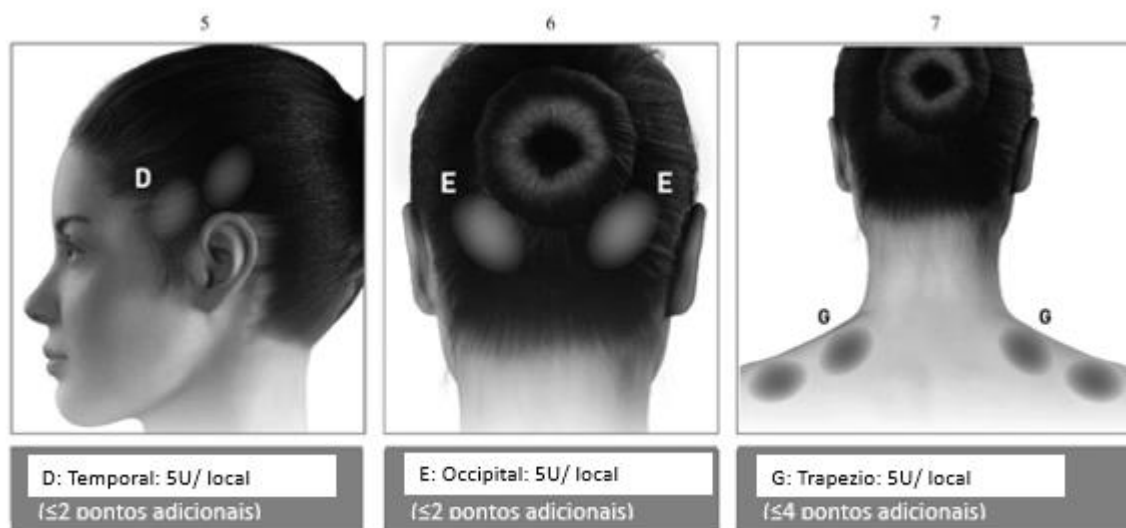 5
6
7
D
E
E
G
G
D: Temporal: 5U/ local
(≤2 pontos adicionais)
E: Occipital: 5U/ local
(≤2 pontos adicionais)
G: Trapezio: 5U/ local
(≤4 pontos adicionais)